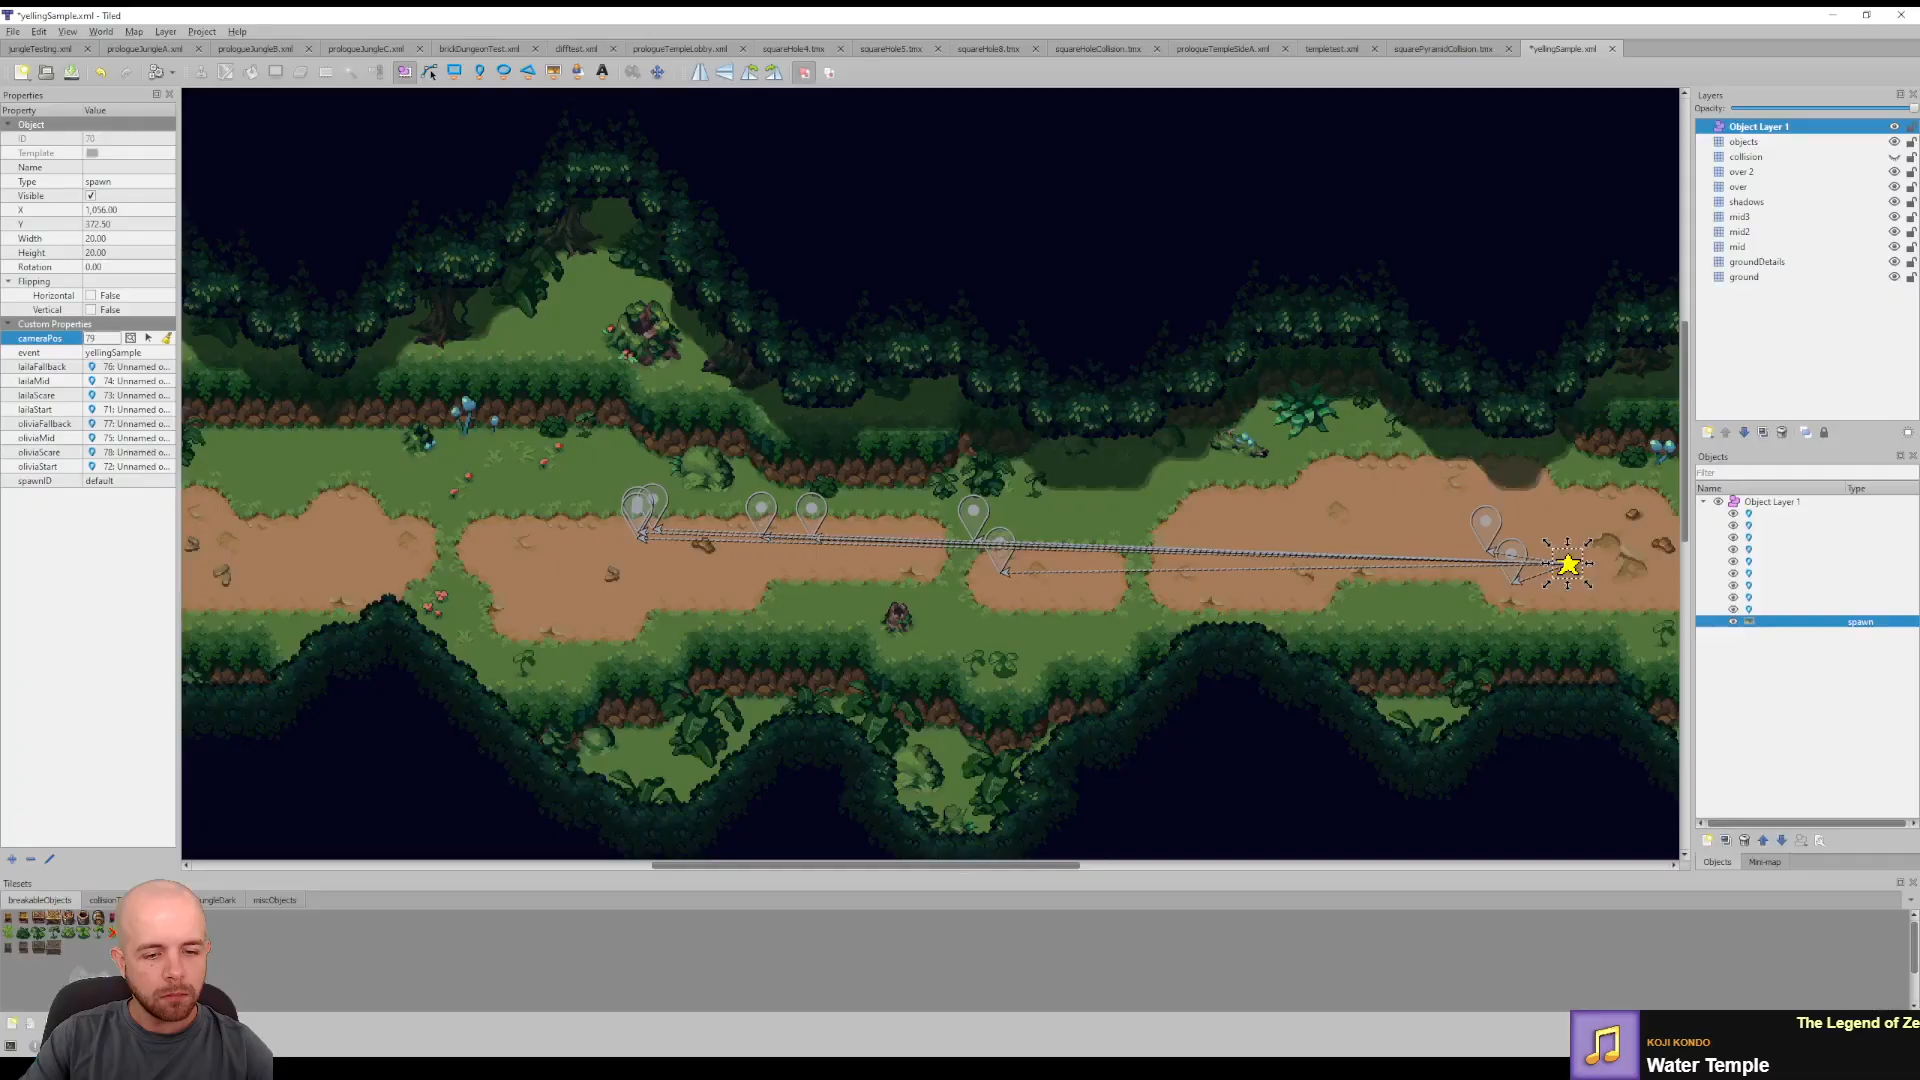 *yellingSample.xml - Tiled
File Edit View World Map Layer Project Help
jungleTesting.xml prologueJungleA.xml prologueJungleB.xml prologueJungleC.xml brickDungeonTest.xml difftest.xml prologueTempleLobby.xml squareHole4.tmx squareHole5.tmx squareHole8.tmx squareHoleCollision.tmx prologueTempleSideA.xml templetest.xml squarePyramidCollision.tmx *yellingSample.xml
Properties
Property Value
Object
ID 70
Template
Name
Type spawn
Visible
X 1,056.00
Y 372.50
Width 20.00
Height 20.00
Rotation 0.00
Flipping
Horizontal False
Vertical False
Custom Properties
cameraPos 79
event yellingSample
lailaFallback 76: Unnamed o...
lailaMid 74: Unnamed o...
lailaScare 73: Unnamed o...
lailaStart 71: Unnamed o...
oliviaFallback 77: Unnamed o...
oliviaMid 75: Unnamed o...
oliviaScare 78: Unnamed o...
oliviaStart 72: Unnamed o...
spawnID default
Layers
Opacity:
Object Layer 1
objects
collision
over 2
over
shadows
mid3
mid2
mid
groundDetails
ground
Objects
Filter
Name Type
Object Layer 1
spawn
Objects Mini-map
Tilesets
breakableObjects collisionT ungleDark miscObjects
The Legend of Ze
KOJI KONDO
Water Temple